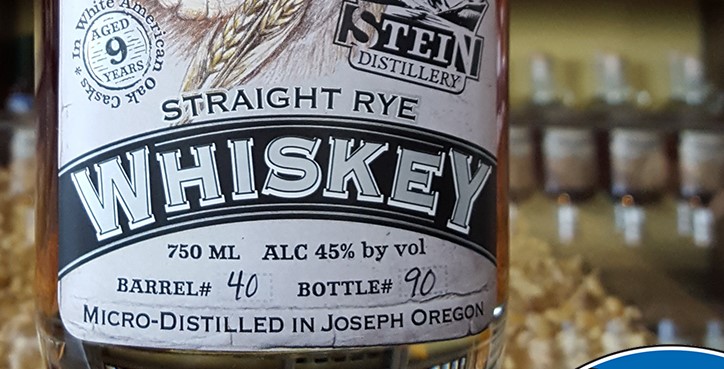 In White American Oak Casks *
AGED
9
YEARS
STEIN
DISTILLERY
STRAIGHT RYE
WHISKEY
750 ML ALC 45% by vol
BARREL# 40 BOTTLE# 90
MICRO-DISTILLED IN JOSEPH OREGON